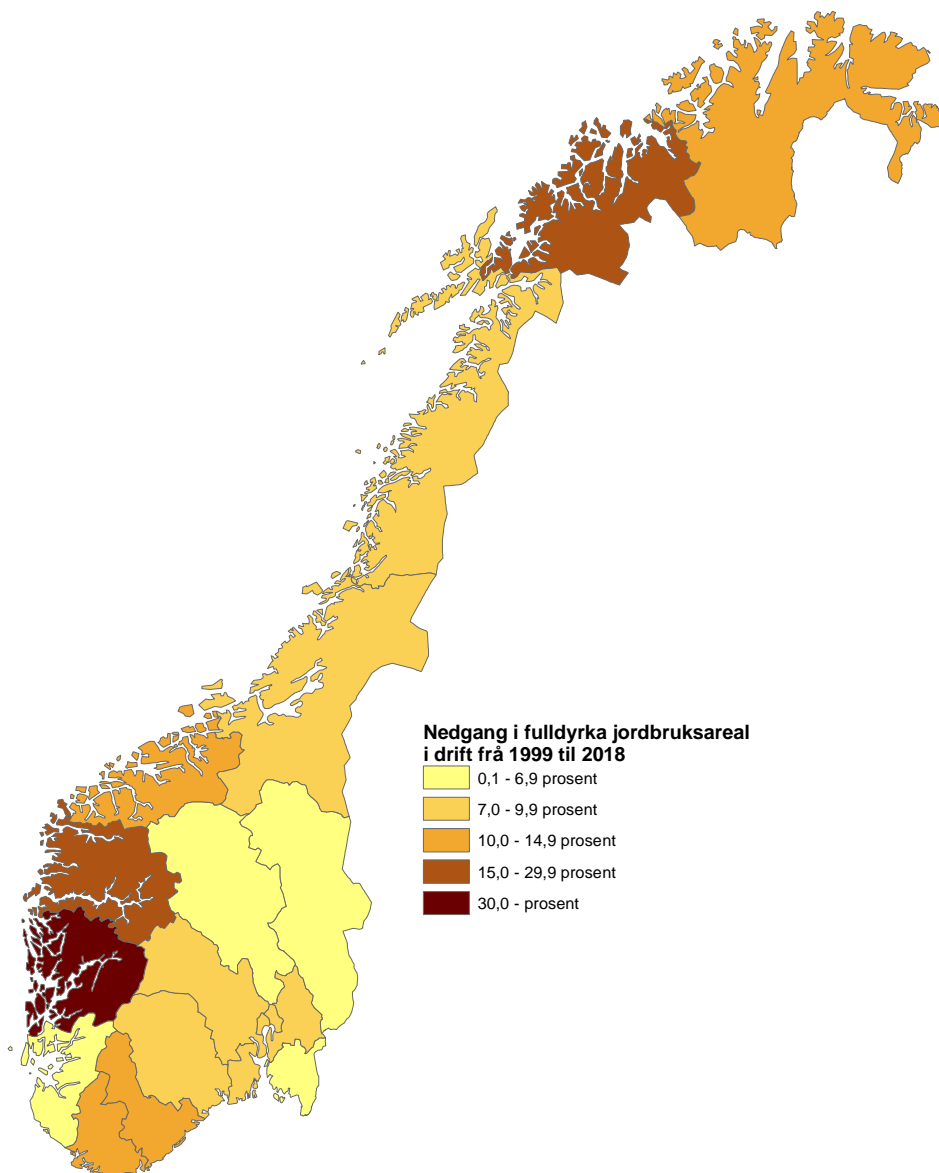 Nedgang i fulldyrka jordbruksareal
i drift frå 1999 til 2018
0,1 - 6,9 prosent
7,0 - 9,9 prosent
10,0 - 14,9 prosent
15,0 - 29,9 prosent
30,0 - prosent